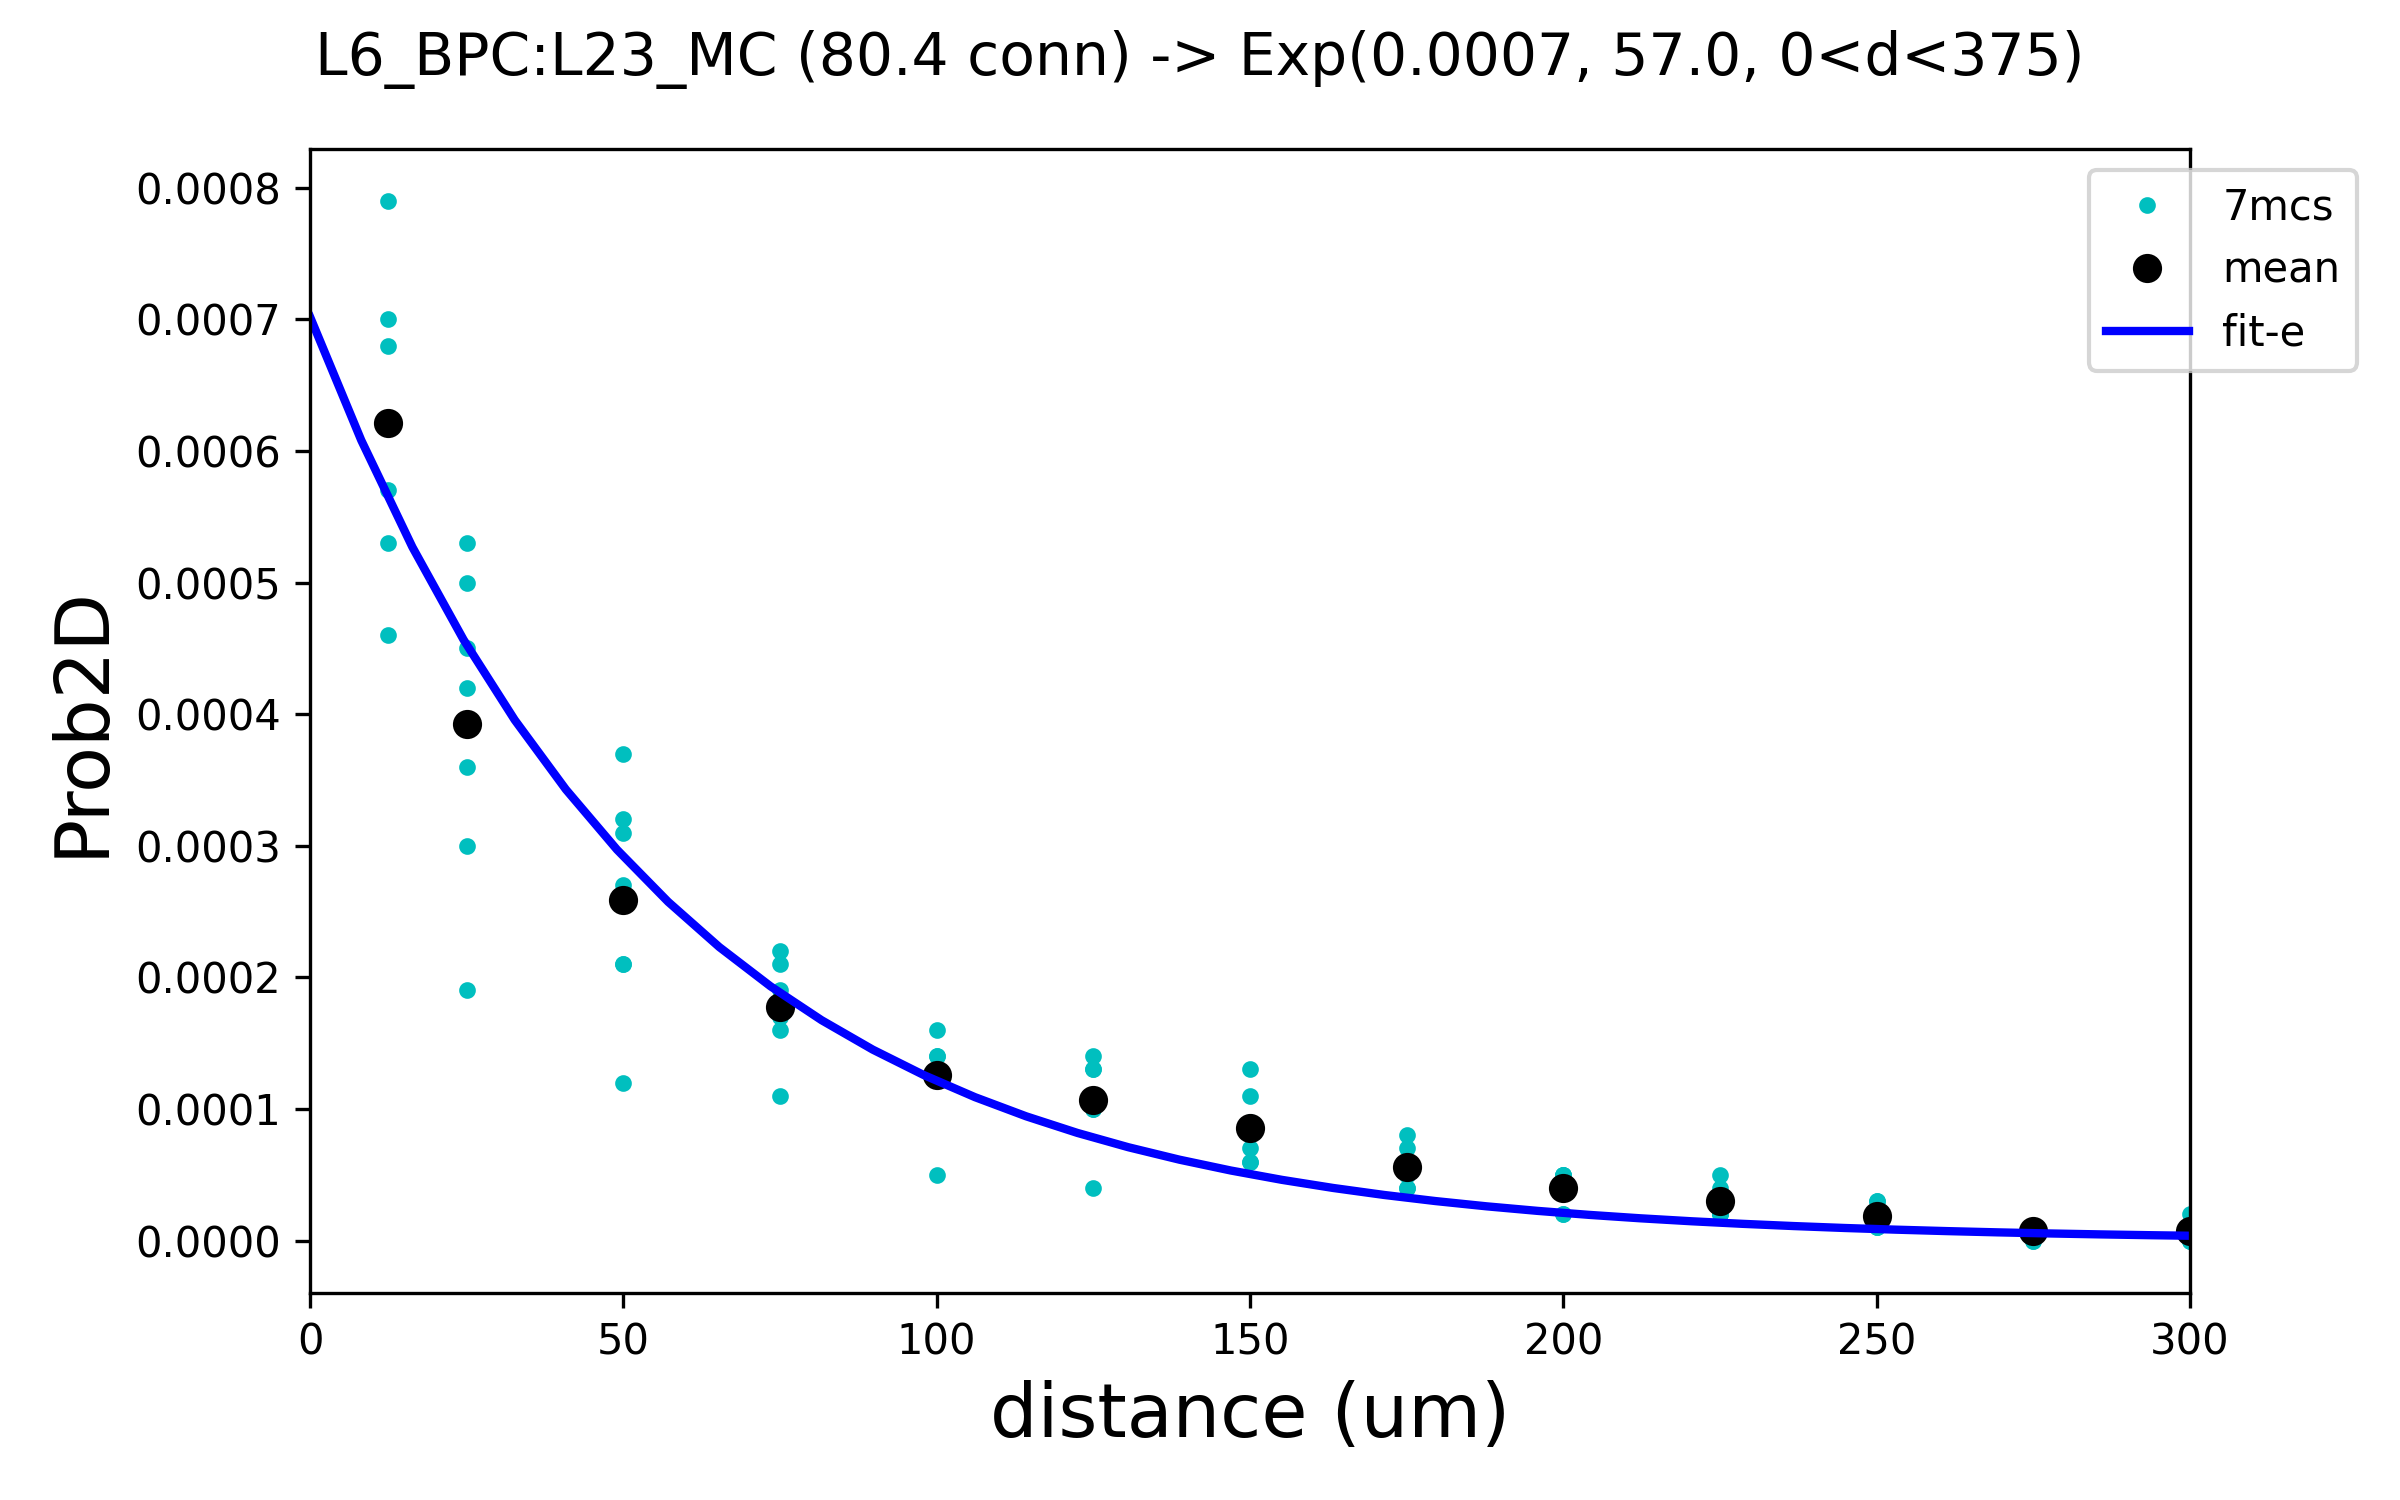 L6_BPC:L23_MC (80.4 conn) -> Exp(0.0007, 57.0, 0<d<375)
7mcs
mean
fit-e
Prob2D
0.0008
0.0007
0.0006
0.0005
0.0004
0.0003
0.0002
0.0001
0.0000
0 50 100 150 200 250 300
distance (um)